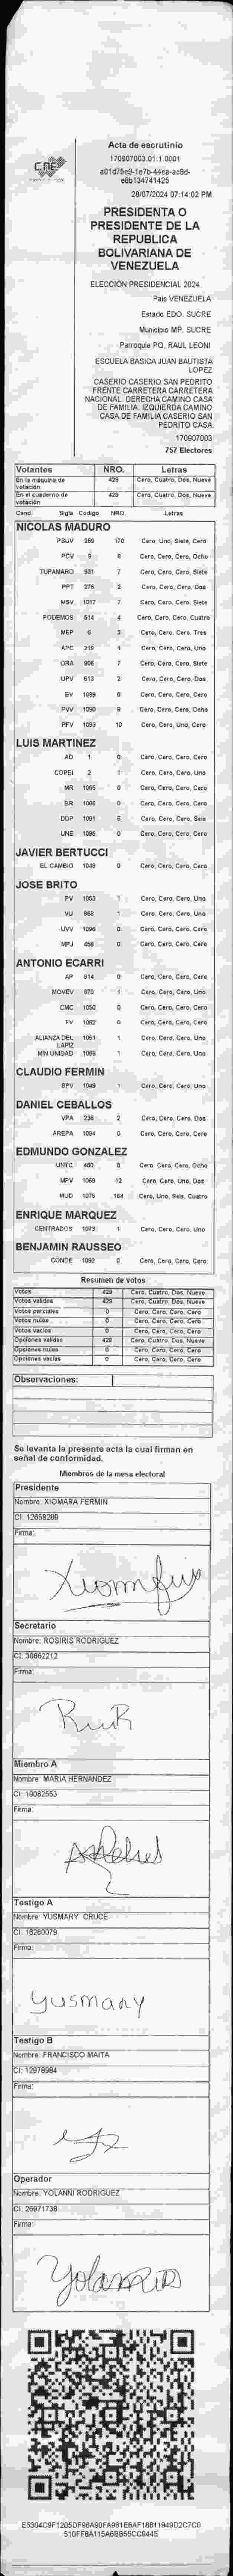 CNE
Acta de escrutinio
170907003.01.1.0001
a01d75e9-1e7b-44ea-ac8d-
e8b134741425
28/07/2024 07:14:02 PM
PRESIDENTA O
PRESIDENTE DE LA
REPUBLICA
BOLIVARIANA DE
VENEZUELA
ELECCIÓN PRESIDENCIAL 2024
Pais VENEZUELA
Estado EDO. SUCRE
Municipio MP. SUCRE
Parroquia PQ. RAUL LEONI
ESCUELA BASICA JUAN BAUTISTA
LOPEZ
CASERIO CASERIO SAN PEDRITO
FRENTE CARRETERA CARRETERA
NACIONAL. DERECHA CAMINO CASA
DE FAMILIA. IZQUIERDA CAMINO
CASA DE FAMILIA CASERIO SAN
PEDRITO CASA
170907003
757 Electores
Votantes NRO. Letras
En la máquina de votación 429 Cero, Cuatro, Dos, Nueve
En el cuaderno de votación 429 Cero, Cuatro, Dos, Nueve
Cand. Sigla Codigo NRO. Letras
NICOLAS MADURO
PSUV 269 170 Cero, Uno, Siete, Cero
PCV 9 8 Cero, Cero, Cero, Ocho
TUPAMARO 931 7 Cero, Cero, Cero, Siete
PPT 276 2 Cero, Cero, Cero, Dos
MSV 1017 7 Cero, Cero, Cero, Siete
PODEMOS 614 4 Cero, Cero, Cero, Cuatro
MEP 6 3 Cero, Cero, Cero, Tres
APC 219 1 Cero, Cero, Cero, Uno
ORA 906 7 Cero, Cero, Cero, Siete
UPV 613 2 Cero, Cero, Cero, Dos
EV 1089 0 Cero, Cero, Cero, Cero
PVV 1090 8 Cero, Cero, Cero, Ocho
PFV 1093 10 Cero, Cero, Uno, Cero
LUIS MARTINEZ
AD 1 0 Cero, Cero, Cero, Cero
COPEI 2 1 Cero, Cero, Cero, Uno
MR 1065 0 Cero, Cero, Cero, Cero
BR 1066 0 Cero, Cero, Cero, Cero
DDP 1091 6 Cero, Cero, Cero, Seis
UNE 1095 0 Cero, Cero, Cero, Cero
JAVIER BERTUCCI
EL CAMBIO 1049 0 Cero, Cero, Cero, Cero
JOSE BRITO
PV 1053 1 Cero, Cero, Cero, Uno
VU 868 1 Cero, Cero, Cero, Uno
UVV 1096 0 Cero, Cero, Cero, Cero
MPJ 458 0 Cero, Cero, Cero, Cero
ANTONIO ECARRI
AP 814 0 Cero, Cero, Cero, Cero
MOVEV 879 1 Cero, Cero, Cero, Uno
CMC 1050 0 Cero, Cero, Cero, Cero
FV 1082 0 Cero, Cero, Cero, Cero
ALIANZA DEL LAPIZ 1051 1 Cero, Cero, Cero, Uno
MIN UNIDAD 1069 1 Cero, Cero, Cero, Uno
CLAUDIO FERMIN
SPV 1049 1 Cero, Cero, Cero, Uno
DANIEL CEBALLOS
VPA 236 2 Cero, Cero, Cero, Dos
AREPA 1094 0 Cero, Cero, Cero, Cero
EDMUNDO GONZALEZ
UNTC 480 8 Cero, Cero, Cero, Ocho
MPV 1069 12 Cero, Cero, Uno, Dos
MUD 1078 164 Cero, Uno, Seis, Cuatro
ENRIQUE MARQUEZ
CENTRADOS 1073 1 Cero, Cero, Cero, Uno
BENJAMIN RAUSSEO
CONDE 1092 0 Cero, Cero, Cero, Cero
Resumen de votos
Votos 429 Cero, Cuatro, Dos, Nueve
Votos validos 429 Cero, Cuatro, Dos, Nueve
Votos parciales 0 Cero, Cero, Cero, Cero
Votos nulos 0 Cero, Cero, Cero, Cero
Votos vacios 0 Cero, Cero, Cero, Cero
Opciones validas 429 Cero, Cuatro, Dos, Nueve
Opciones nulas 0 Cero, Cero, Cero, Cero
Opciones vacias 0 Cero, Cero, Cero, Cero
Observaciones:
Se levanta la presente acta la cual firman en
señal de conformidad.
Miembros de la mesa electoral
Presidente
Nombre: XIOMARA FERMIN
CI: 12658299
Firma:
Secretario
Nombre: ROSIRIS RODRIGUEZ
CI: 30662212
Firma:
Miembro A
Nombre: MARIA HERNANDEZ
CI: 19082553
Firma:
Testigo A
Nombre: YUSMARY CRUCE
CI: 18280079
Firma:
Yusmary
Testigo B
Nombre: FRANCISCO MAITA
CI: 12976984
Firma:
Operador
Nombre: YOLANNI RODRIGUEZ
CI: 26971738
Firma:
E5304C9F1205DF98A90FA981E8AF18811949D2C7C0
510FF8A115A6BB55CC944E